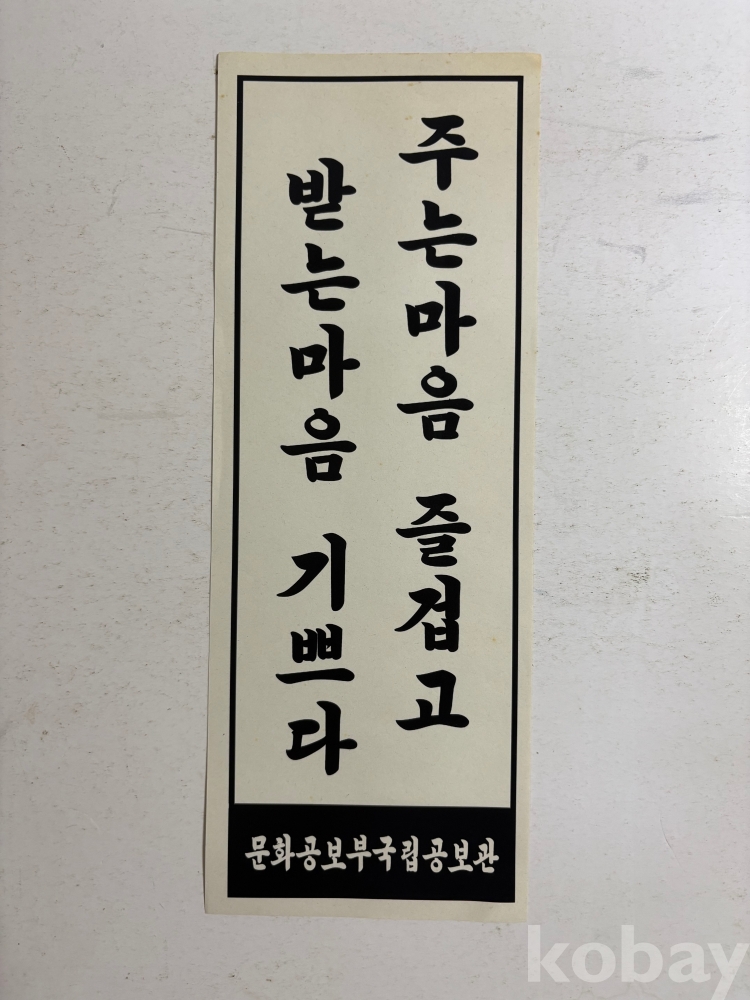 주는마음 즐겁고
받는마음 기쁘다
문화공보부국립공보관
kobay